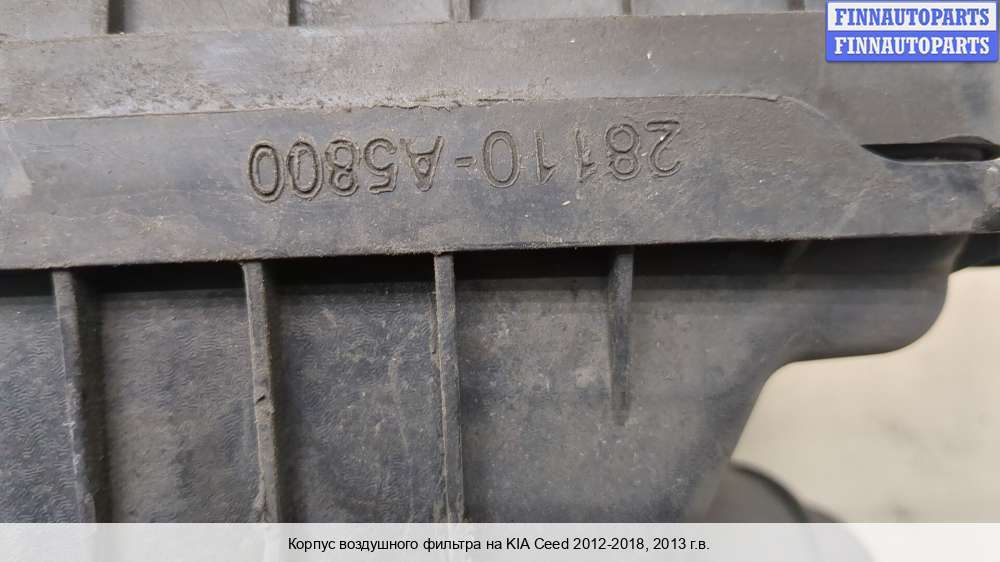 FINNAUTOPARTS
FINNAUTOPARTS
28110-A5800
Корпус воздушного фильтра на KIA Ceed 2012-2018, 2013 г.в.